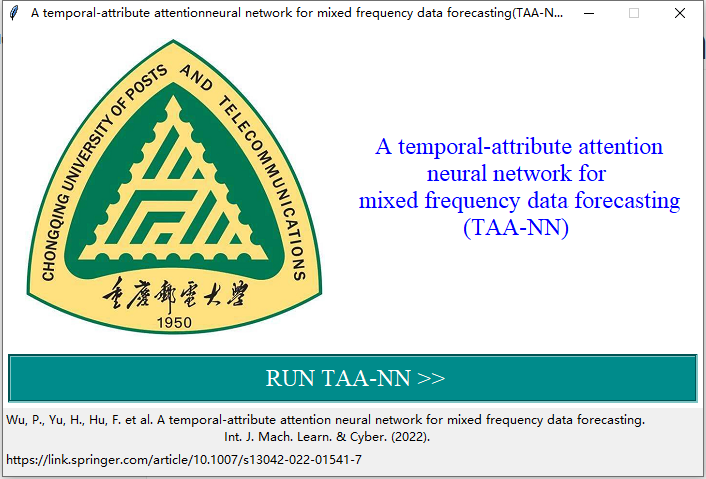 A temporal-attribute attentionneural network for mixed frequency data forecasting(TAA-N...
CHONGQING UNIVERSITY OF POSTS AND TELECOMMUNICATIONS
重庆邮电大学
1950
A temporal-attribute attention
neural network for
mixed frequency data forecasting
(TAA-NN)
RUN TAA-NN >>
Wu, P., Yu, H., Hu, F. et al. A temporal-attribute attention neural network for mixed frequency data forecasting.
Int. J. Mach. Learn. & Cyber. (2022).
https://link.springer.com/article/10.1007/s13042-022-01541-7